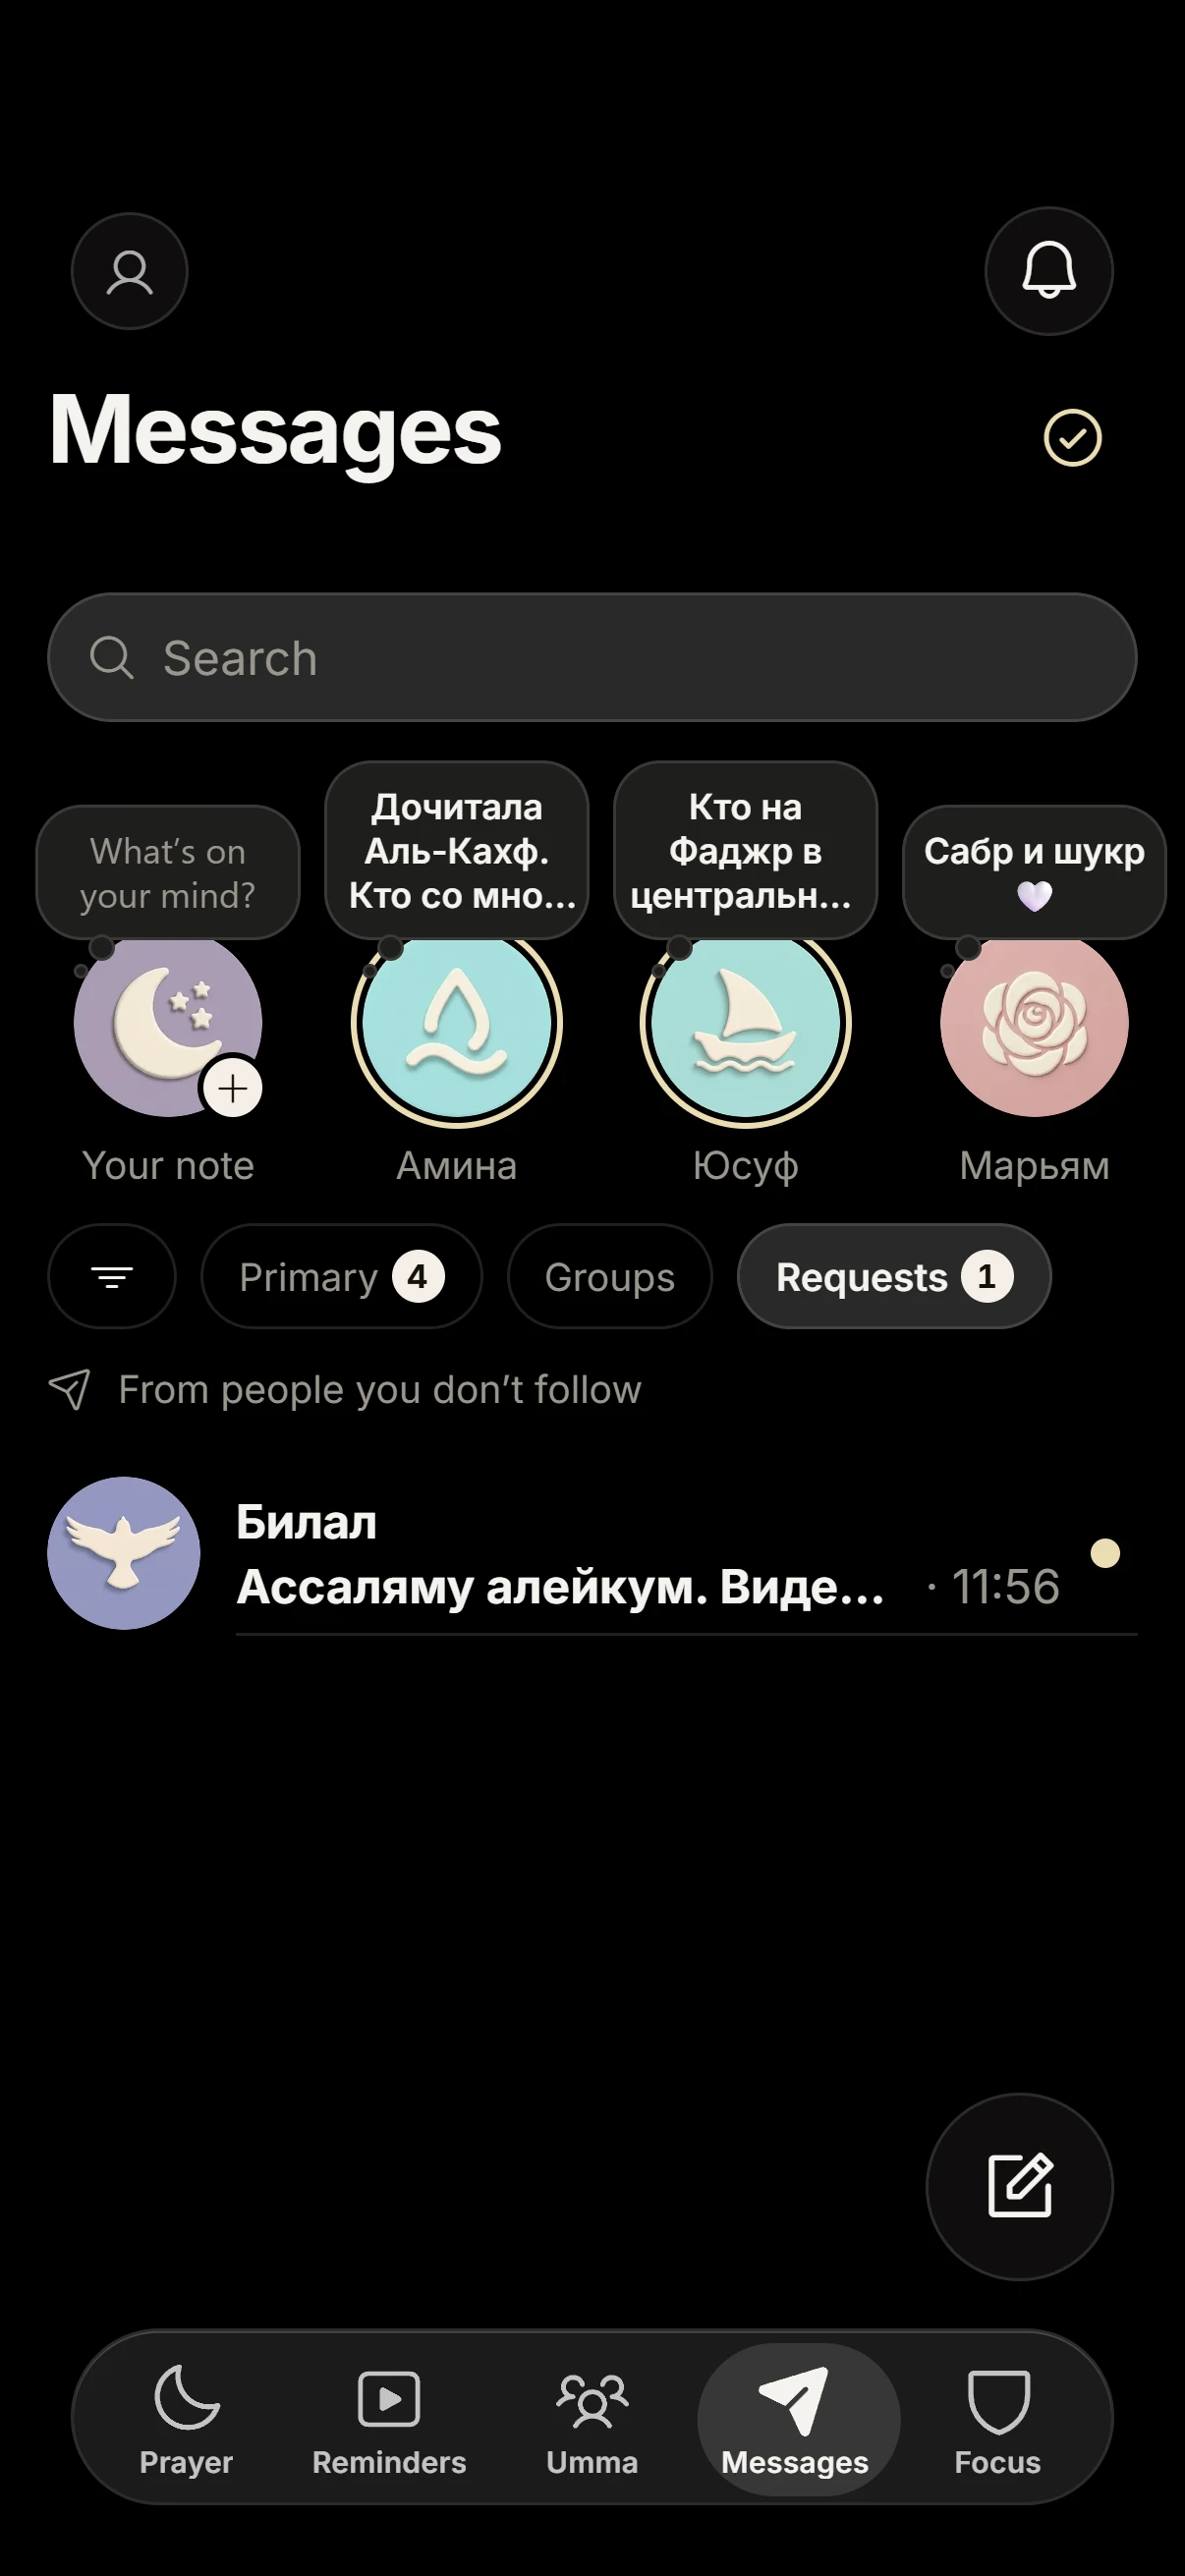 Messages
Search
What's on
your mind?
Дочитала
Аль-Кахф.
Кто со мно...
Кто на
Фаджр в
центральн...
Сабр и шукр
🤍
Your note
Амина
Юсуф
Марьям
Primary 4
Groups
Requests 1
From people you don't follow
Билал
Ассаляму алейкум. Виде... · 11:56
Prayer
Reminders
Umma
Messages
Focus